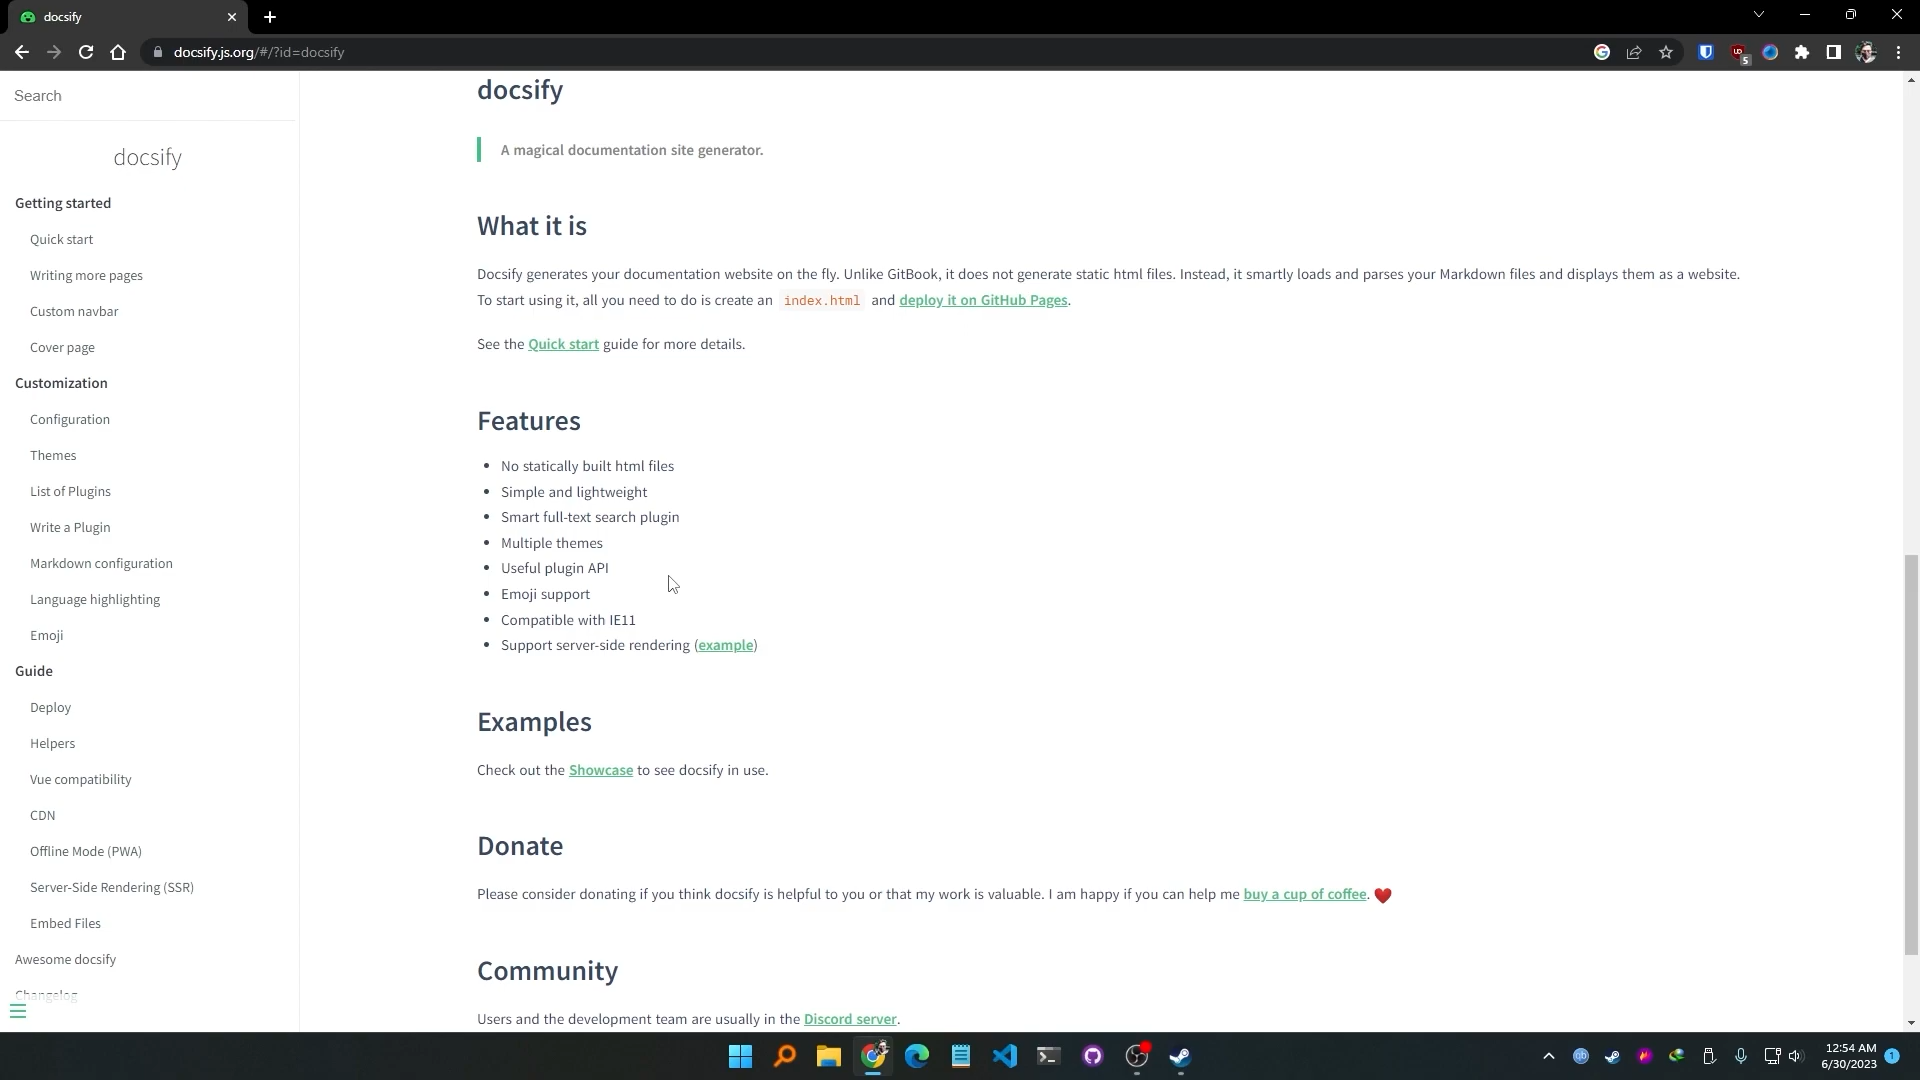 docsify
docsify.js.org/#/?id=docsify
5
Search
docsify
Getting started
Quick start
Writing more pages
Custom navbar
Cover page
Customization
Configuration
Themes
List of Plugins
Write a Plugin
Markdown configuration
Language highlighting
Emoji
Guide
Deploy
Helpers
Vue compatibility
CDN
Offline Mode (PWA)
Server-Side Rendering (SSR)
Embed Files
Awesome docsify
Changelog
docsify
A magical documentation site generator.
What it is
Docsify generates your documentation website on the fly. Unlike GitBook, it does not generate static html files. Instead, it smartly loads and parses your Markdown files and displays them as a website.
To start using it, all you need to do is create an index.html and deploy it on GitHub Pages.
See the Quick start guide for more details.
Features
• No statically built html files
• Simple and lightweight
• Smart full-text search plugin
• Multiple themes
• Useful plugin API
• Emoji support
• Compatible with IE11
• Support server-side rendering (example)
Examples
Check out the Showcase to see docsify in use.
Donate
Please consider donating if you think docsify is helpful to you or that my work is valuable. I am happy if you can help me buy a cup of coffee. ❤️
Community
Users and the development team are usually in the Discord server.
qb
12:54 AM
6/30/2023
1